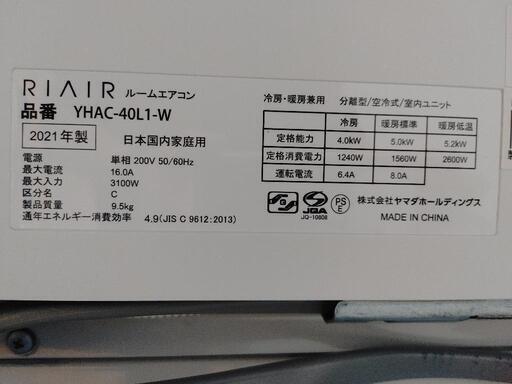 RIAIR ルームエアコン
品番 YHAC-40L1-W
2021年製 日本国内家庭用
電源 単相 200V 50/60Hz
最大電流 16.0A
最大入力 3100W
区分名 C
製品質量 9.5kg
通年エネルギー消費効率 4.9(JIS C 9612:2013)
冷房・暖房兼用 分離型/空冷式/室内ユニット
冷房 暖房標準 暖房低温
定格能力 4.0kW 5.0kW 5.2kW
定格消費電力 1240W 1560W 2600W
運転電流 6.4A 8.0A
S JQA PS E
JQ-10808
株式会社ヤマダホールディングス
MADE IN CHINA